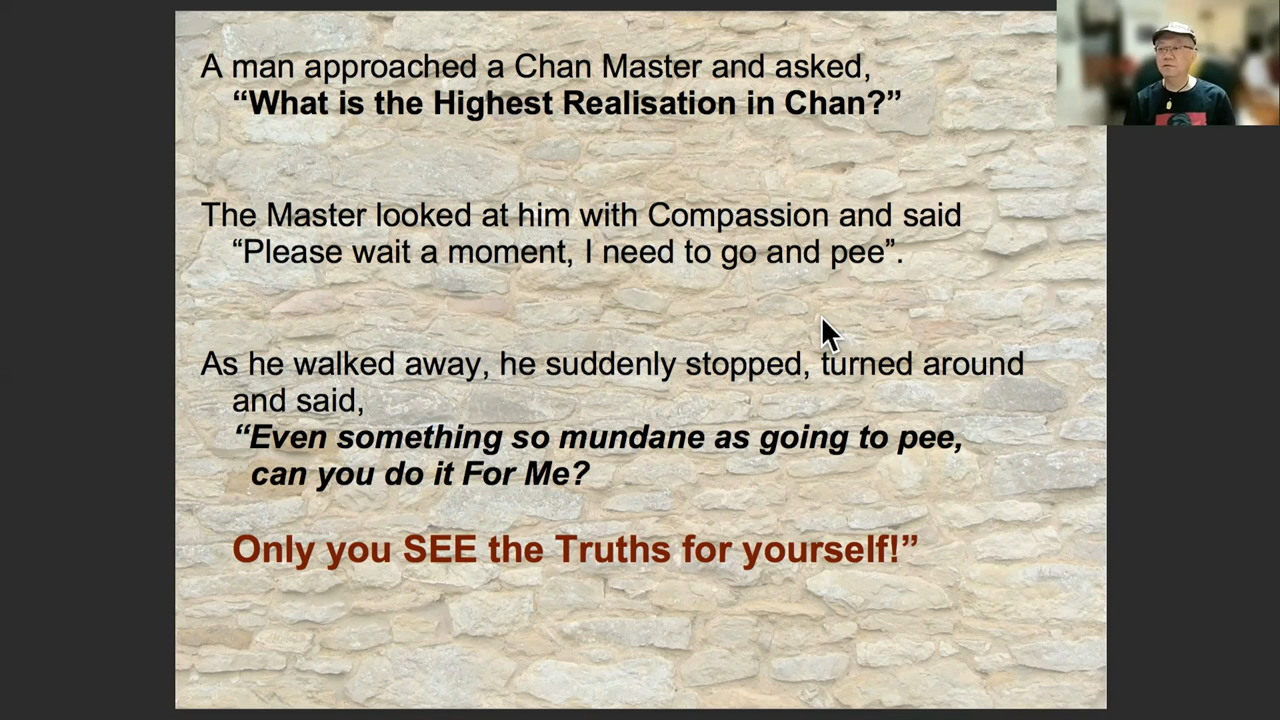 A man approached a Chan Master and asked,
“What is the Highest Realisation in Chan?”
The Master looked at him with Compassion and said
“Please wait a moment, I need to go and pee”.
As he walked away, he suddenly stopped, turned around
and said,
“Even something so mundane as going to pee,
can you do it For Me?
Only you SEE the Truths for yourself!”